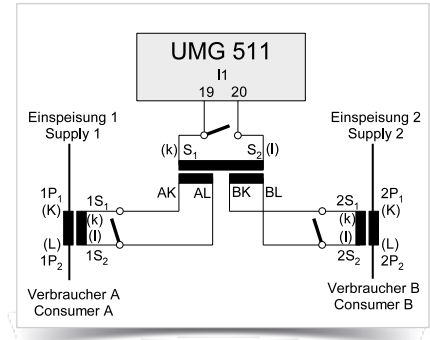 UMG 511
I1
19 20
Einspeisung 1
Supply 1
Einspeisung 2
Supply 2
(k) S₁ S₂ (l)
AK AL BK BL
1P₁
(K)
1S₁
(k)
(l)
(L)
1S₂
1P₂
2S₁
2P₁
(k)
(K)
(l)
(L)
2S₂
2P₂
Verbraucher A
Consumer A
Verbraucher B
Consumer B